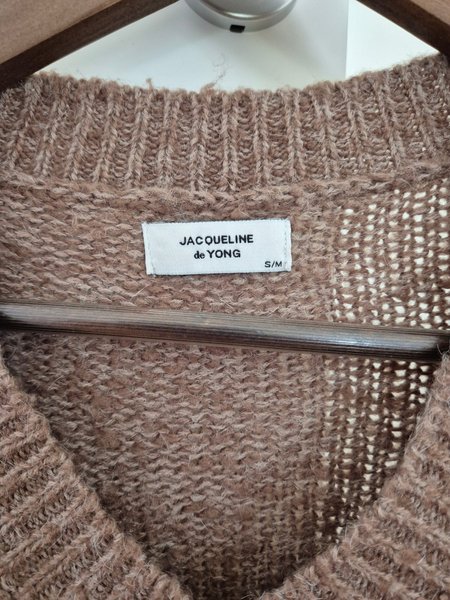 JACQUELINE
de YONG
S/M